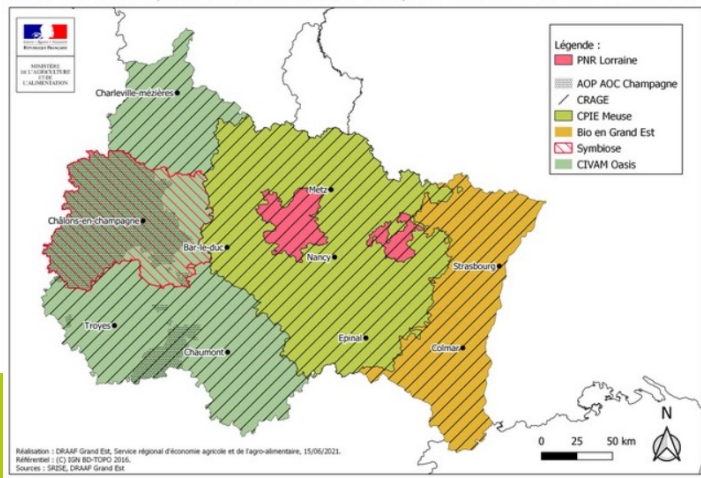 RÉPUBLIQUE FRANÇAISE
MINISTÈRE
DE L'AGRICULTURE
ET DE
L'ALIMENTATION
Légende :
PNR Lorraine
AOP AOC Champagne
CRAGE
CPIE Meuse
Bio en Grand Est
Symbiose
CIVAM Oasis
Charleville-mézières
Metz
Châlons-en-champagne
Bar-le-duc
Nancy
Strasbourg
Troyes
Chaumont
Epinal
Colmar
N
0 25 50 km
Réalisation : DRAAF Grand Est, Service régional d'économie agricole et de l'agro-alimentaire, 15/06/2021.
Référentiel : (C) IGN BD-TOPO 2016.
Sources : SRISE, DRAAF Grand Est